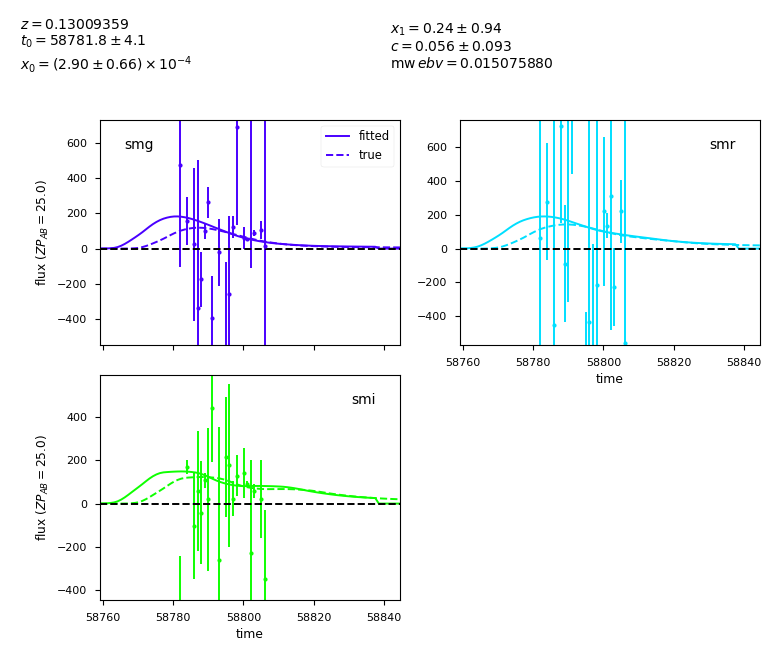 z = 0.13009359
t₀ = 58781.8 ± 4.1
x₀ = (2.90 ± 0.66) × 10⁻⁴
x₁ = 0.24 ± 0.94
c = 0.056 ± 0.093
mw ebv = 0.015075880
smg
fitted
true
flux (ZP_AB = 25.0)
600
400
200
0
−200
−400
smr
600
400
200
0
−200
−400
58760 58780 58800 58820 58840
time
smi
flux (ZP_AB = 25.0)
400
200
0
−200
−400
58760 58780 58800 58820 58840
time